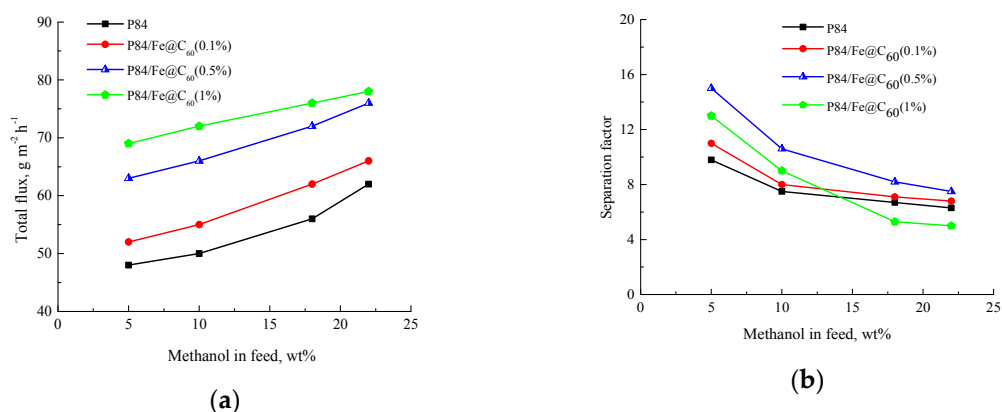 90
80
70
60
50
40
Total flux, g m⁻² h⁻¹
P84
P84/Fe@C₆₀(0.1%)
P84/Fe@C₆₀(0.5%)
P84/Fe@C₆₀(1%)
0 5 10 15 20 25
Methanol in feed, wt%
(a)
20
16
12
8
4
0
Separation factor
P84
P84/Fe@C₆₀(0.1%)
P84/Fe@C₆₀(0.5%)
P84/Fe@C₆₀(1%)
0 5 10 15 20 25
Methanol in feed, wt%
(b)